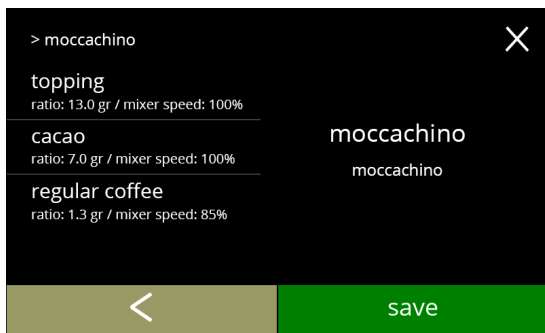 > moccachino
topping
ratio: 13.0 gr / mixer speed: 100%
cacao
ratio: 7.0 gr / mixer speed: 100%
regular coffee
ratio: 1.3 gr / mixer speed: 85%
moccachino
moccachino
save